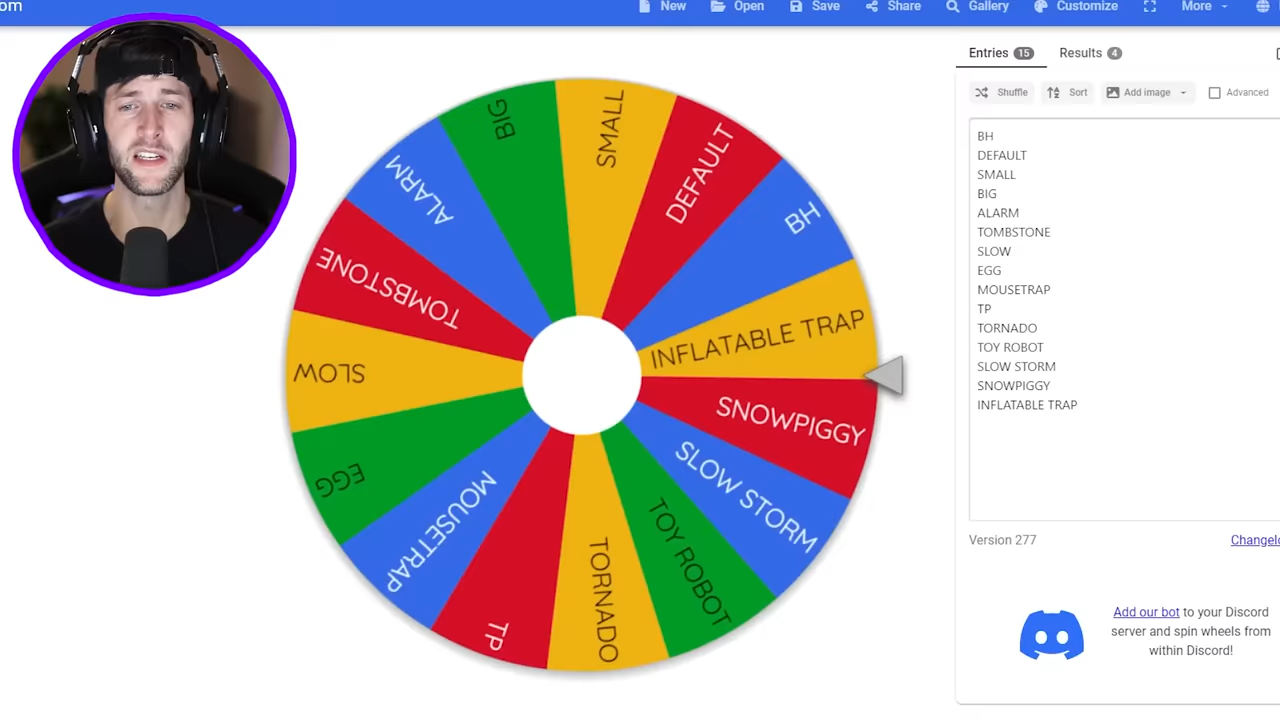 om
New
Open
Save
Share
Gallery
Customize
More
Entries 15
Results 4
Shuffle
Sort
Add image
Advanced
BH
DEFAULT
SMALL
BIG
ALARM
TOMBSTONE
SLOW
EGG
MOUSETRAP
TP
TORNADO
TOY ROBOT
SLOW STORM
SNOWPIGGY
INFLATABLE TRAP
BIG
SMALL
DEFAULT
BH
INFLATABLE TRAP
SNOWPIGGY
SLOW STORM
TOY ROBOT
TORNADO
TP
MOUSETRAP
EGG
SLOW
TOMBSTONE
ALARM
Version 277
Changelo
Add our bot to your Discord
server and spin wheels from
within Discord!